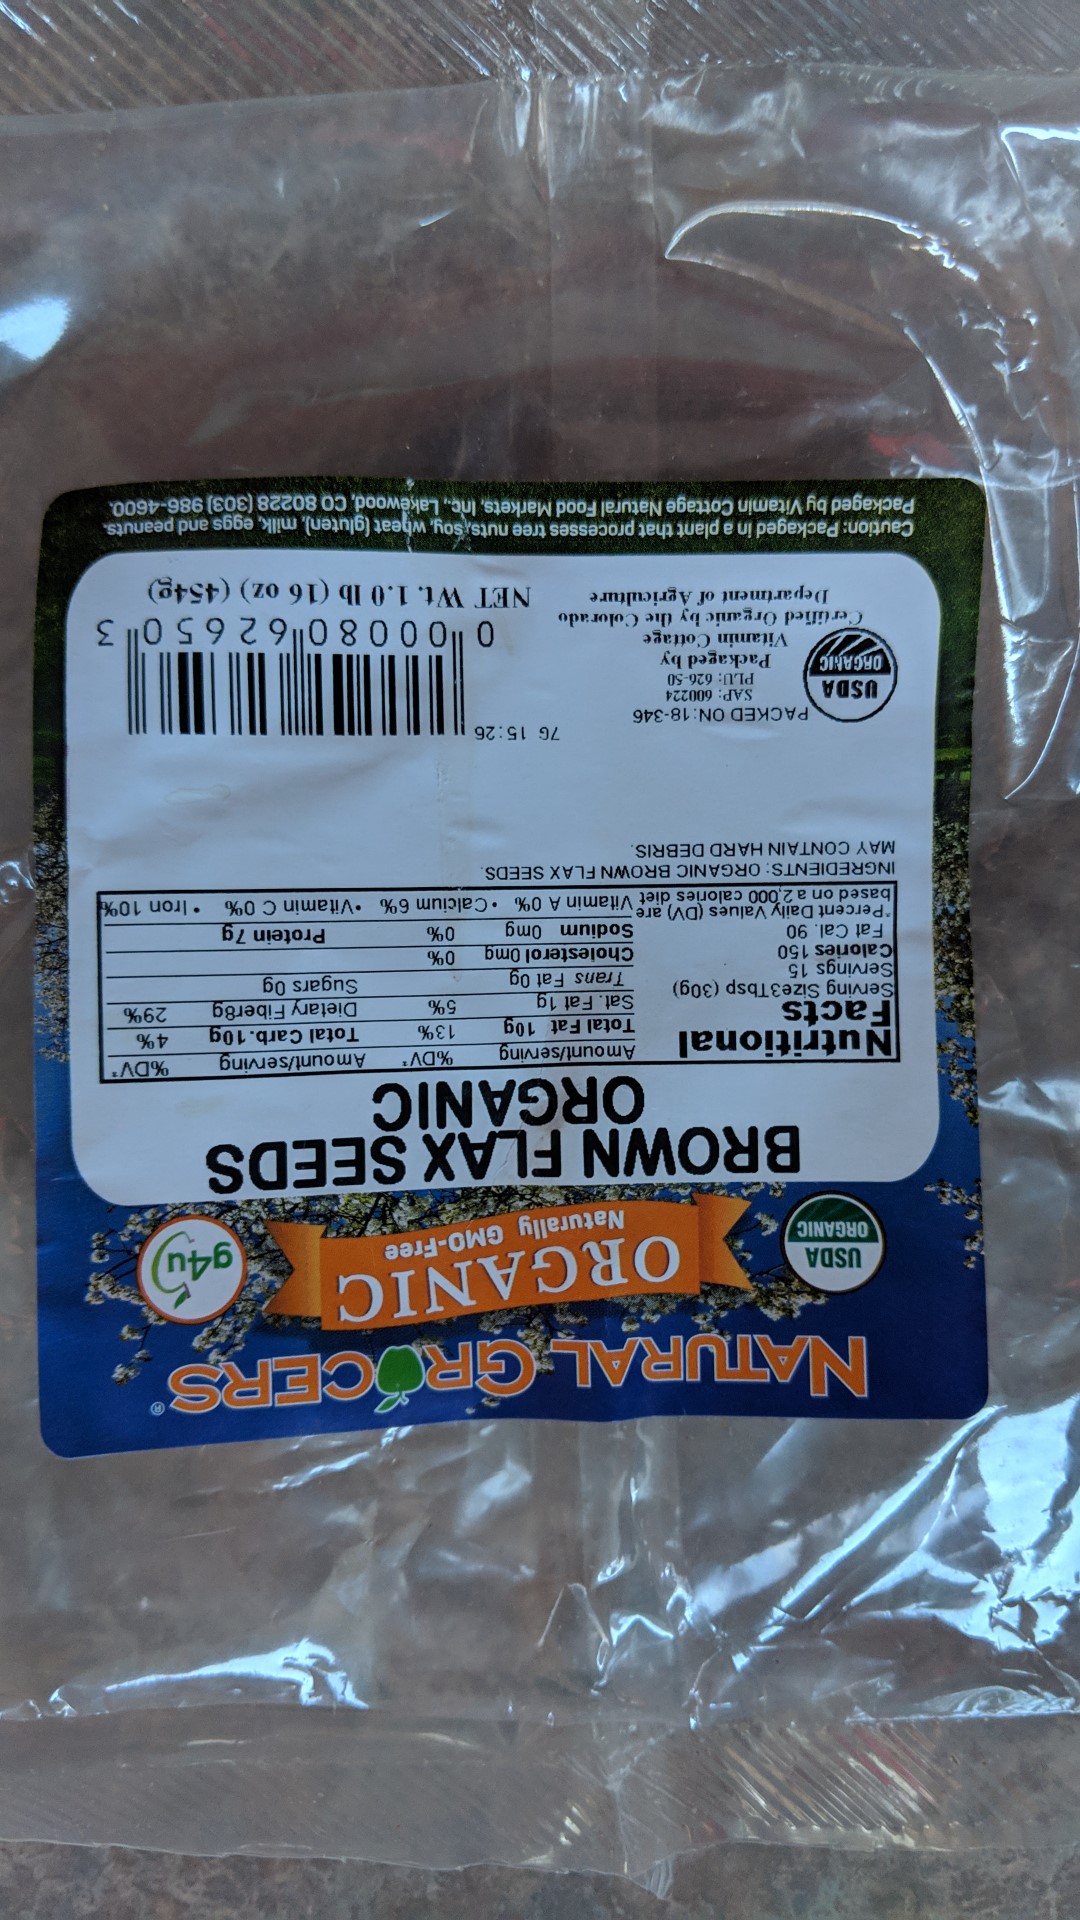 NATURAL GROCERS®
USDA
ORGANIC
ORGANIC
Naturally GMO-Free
g4u
BROWN FLAX SEEDS
ORGANIC
Nutritional
Facts
Serving Size3Tbsp (30g)
Servings 15
Calories 150
Fat Cal. 90
*Percent Daily Values (DV) are
based on a 2,000 calories diet
Amount/serving %DV* Amount/serving %DV*
Total Fat 10g 13% Total Carb. 10g 4%
Sat. Fat 1g 5% Dietary Fiber8g 29%
Trans Fat 0g Sugars 0g
Cholesterol 0mg 0%
Sodium 0mg 0% Protein 7g
Vitamin A 0% •Calcium 6% •Vitamin C 0% •Iron 10%
INGREDIENTS: ORGANIC BROWN FLAX SEEDS.
MAY CONTAIN HARD DEBRIS.
PACKED ON:18-346 7G 15:26
SAP: 600224
PLU: 626-50
Packaged by
Vitamin Cottage
Certified Organic by the Colorado
Department of Agriculture
USDA
ORGANIC
0 00080 62650 3
NET Wt. 1.0 lb (16 oz) (454g)
Caution: Packaged in a plant that processes tree nuts, soy, wheat (gluten), milk, eggs and peanuts.
Packaged by Vitamin Cottage Natural Food Markets, Inc., Lakewood, CO 80228 (303) 986-4600.